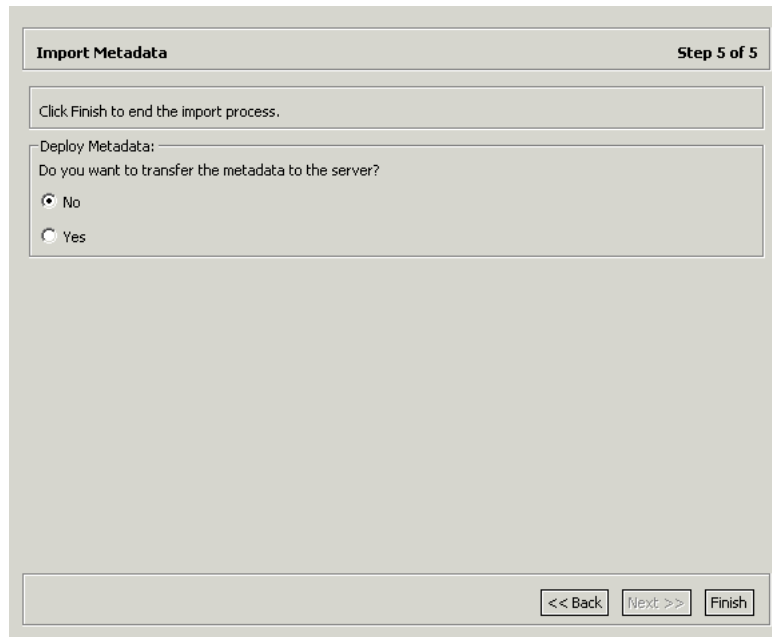 Import Metadata Step 5 of 5
Click Finish to end the import process.
Deploy Metadata:
Do you want to transfer the metadata to the server?
No
Yes
<< Back Next >> Finish